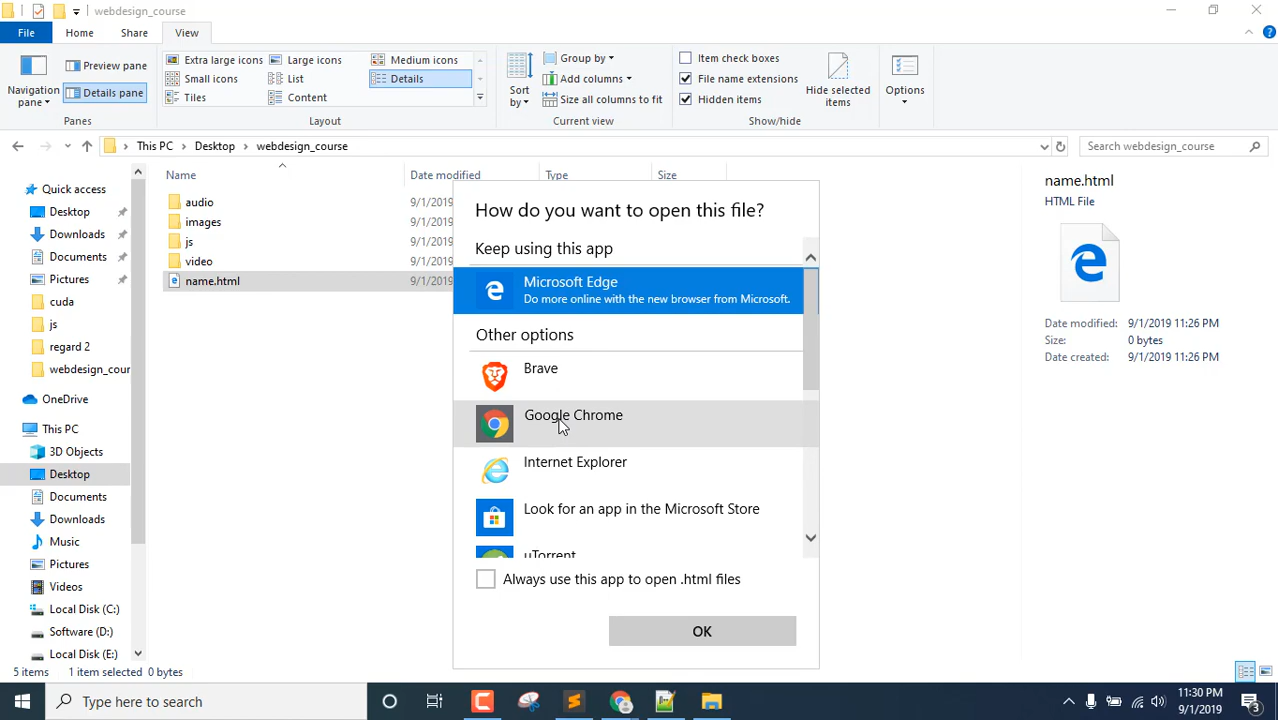 webdesign_course
File
Home
Share
View
Navigation
pane
Preview pane
Details pane
Panes
Extra large icons
Large icons
Medium icons
Small icons
List
Details
Tiles
Content
Layout
Sort
by
Group by
Add columns
Size all columns to fit
Current view
Item check boxes
File name extensions
Hidden items
Hide selected
items
Show/hide
Options
This PC
Desktop
webdesign_course
Search webdesign_course
Quick access
Desktop
Downloads
Documents
Pictures
cuda
js
regard 2
webdesign_cour
OneDrive
This PC
3D Objects
Desktop
Documents
Downloads
Music
Pictures
Videos
Local Disk (C:)
Software (D:)
Local Disk (E:)
Name
Date modified
Type
Size
audio
9/1/2019
images
9/1/2019
js
9/1/2019
video
9/1/2019
name.html
9/1/2019
How do you want to open this file?
Keep using this app
Microsoft Edge
Do more online with the new browser from Microsoft.
Other options
Brave
Google Chrome
Internet Explorer
Look for an app in the Microsoft Store
uTorrent
Always use this app to open .html files
OK
name.html
HTML File
Date modified: 9/1/2019 11:26 PM
Size: 0 bytes
Date created: 9/1/2019 11:26 PM
5 items 1 item selected 0 bytes
Type here to search
11:30 PM
9/1/2019
3